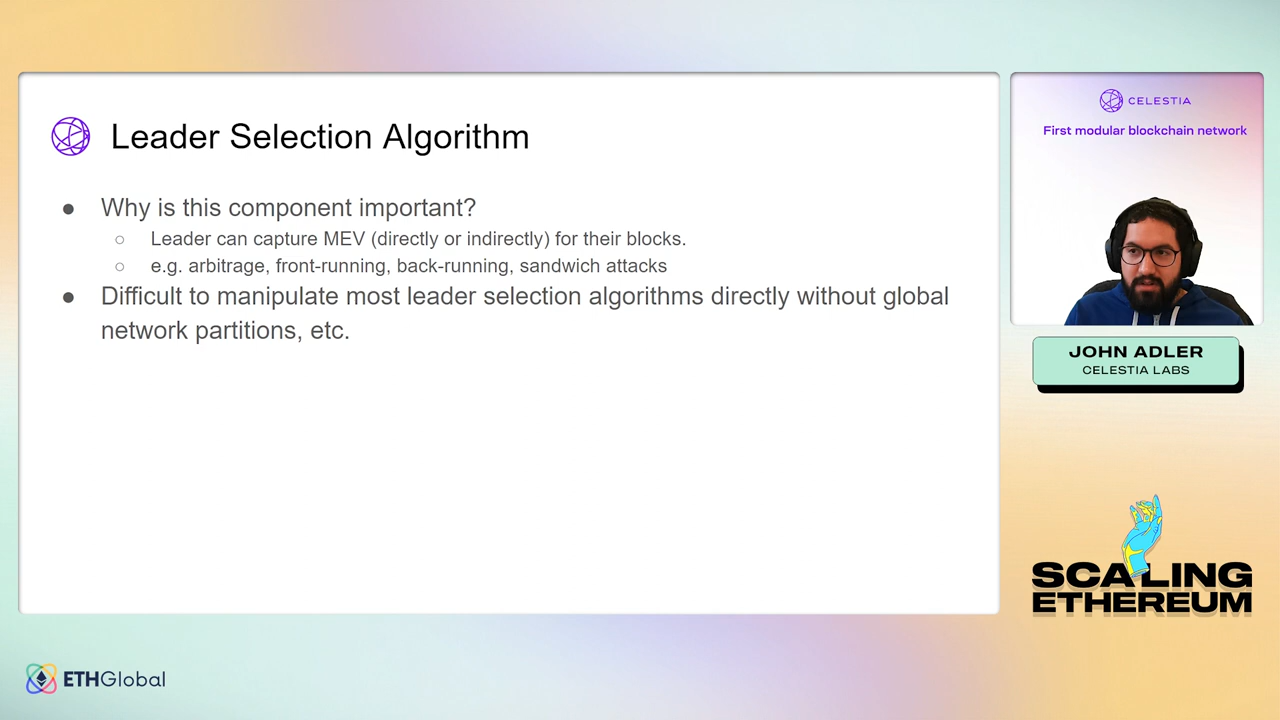 Leader Selection Algorithm
● Why is this component important?
○ Leader can capture MEV (directly or indirectly) for their blocks.
○ e.g. arbitrage, front-running, back-running, sandwich attacks
● Difficult to manipulate most leader selection algorithms directly without global
network partitions, etc.
CELESTIA
First modular blockchain network
JOHN ADLER
CELESTIA LABS
SCALING
ETHEREUM
ETHGlobal